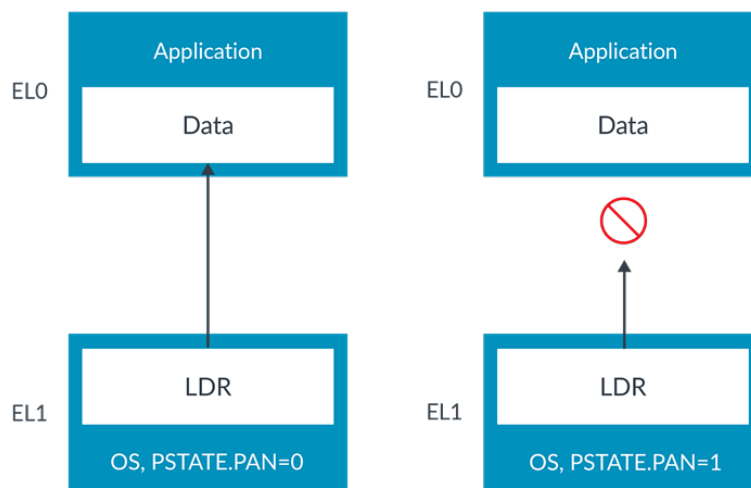 Application
EL0
Data
LDR
EL1
OS, PSTATE.PAN=0
Application
EL0
Data
LDR
EL1
OS, PSTATE.PAN=1